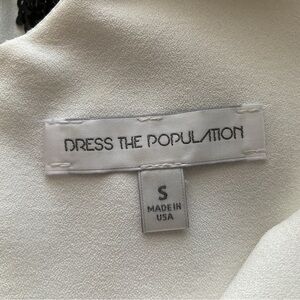 DRESS THE POPULATION
S
MADE IN
USA